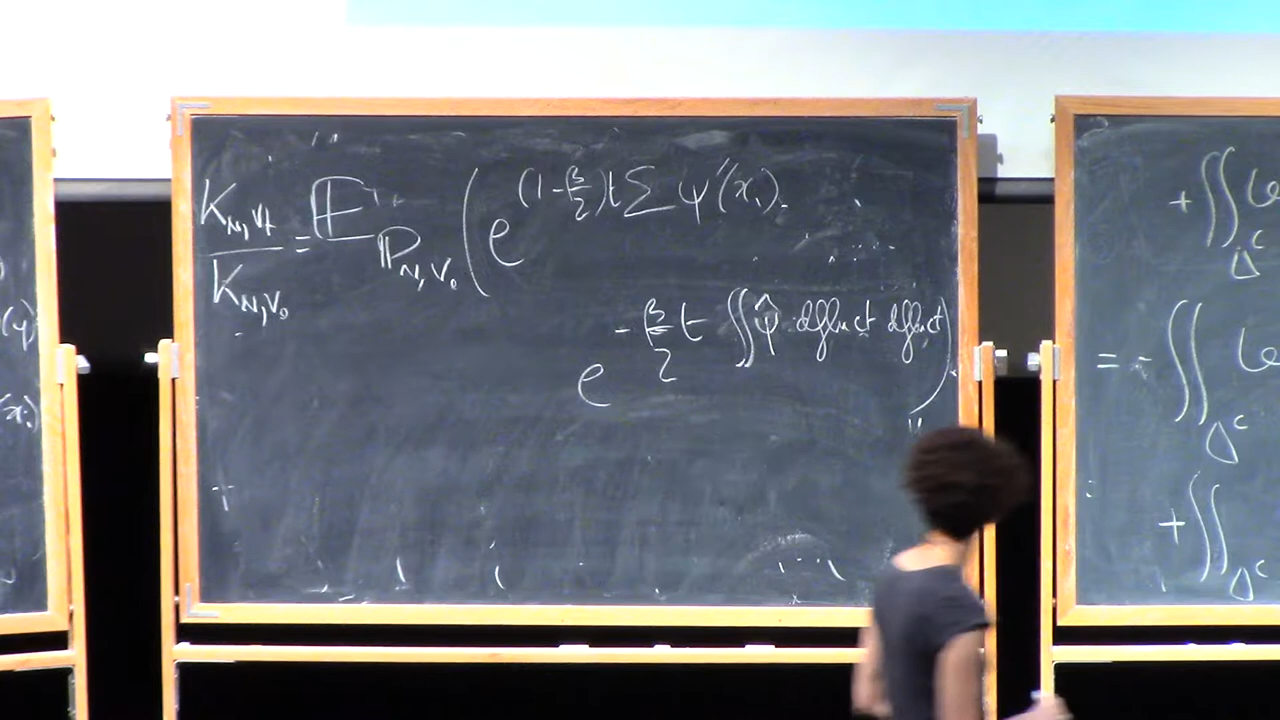 K_{N,V_t} / K_{N,V_0} = 𝔼_{ℙ_{N,V_0}} ( e^{(1-β/2)t Σ ψ'(x_i)}
e^{-β/2 t ∬ ψ̂ dfluct dfluct} )
+ ∬_{Δ^c}
= - ∬_{Δ^c}
+ ∬_{Δ^c}